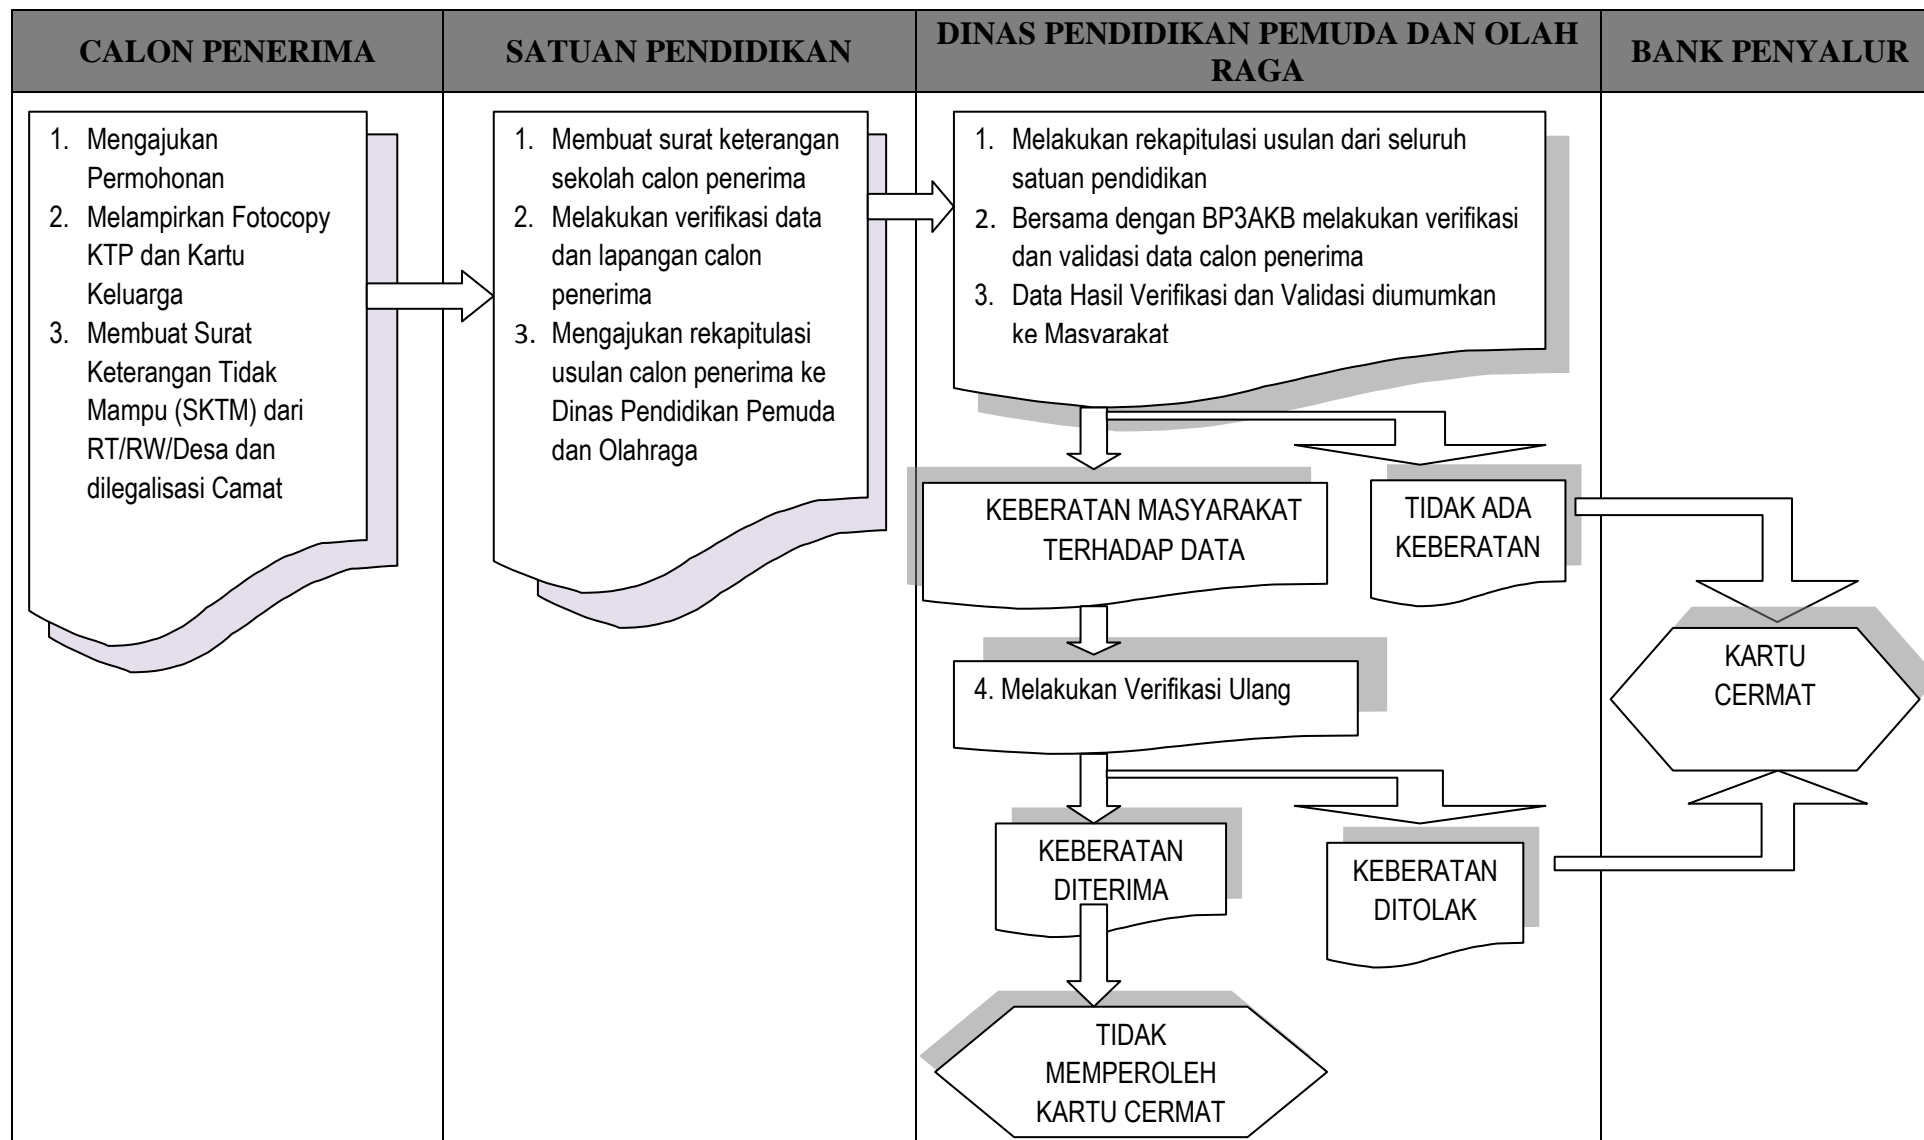 CALON PENERIMA
SATUAN PENDIDIKAN
DINAS PENDIDIKAN PEMUDA DAN OLAH
RAGA
BANK PENYALUR
1. Mengajukan
Permohonan
2. Melampirkan Fotocopy
KTP dan Kartu
Keluarga
3. Membuat Surat
Keterangan Tidak
Mampu (SKTM) dari
RT/RW/Desa dan
dilegalisasi Camat
1. Membuat surat keterangan
sekolah calon penerima
2. Melakukan verifikasi data
dan lapangan calon
penerima
3. Mengajukan rekapitulasi
usulan calon penerima ke
Dinas Pendidikan Pemuda
dan Olahraga
1. Melakukan rekapitulasi usulan dari seluruh
satuan pendidikan
2. Bersama dengan BP3AKB melakukan verifikasi
dan validasi data calon penerima
3. Data Hasil Verifikasi dan Validasi diumumkan
ke Masyarakat
KEBERATAN MASYARAKAT
TERHADAP DATA
TIDAK ADA
KEBERATAN
4. Melakukan Verifikasi Ulang
KEBERATAN
DITERIMA
KEBERATAN
DITOLAK
TIDAK
MEMPEROLEH
KARTU CERMAT
KARTU
CERMAT